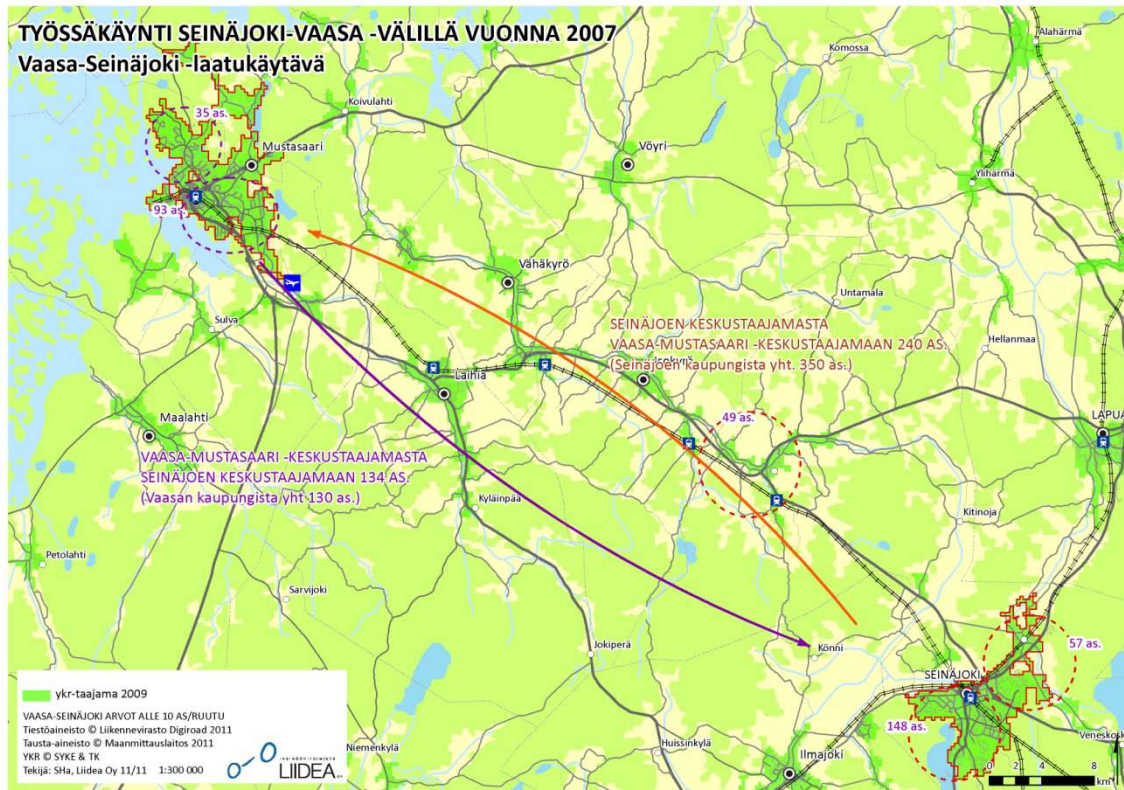 TYÖSSÄKÄYNTI SEINÄJOKI-VAASA -VÄLILLÄ VUONNA 2007
Vaasa-Seinäjoki -laatukäytävä
Alahärmä
Komossa
Koivulahti
35 as.
Mustasaari
Vöyri
Ylihärmä
93 as.
Vähäkyrö
Untamala
Sulva
SEINÄJOEN KESKUSTAAJAMASTA
VAASA-MUSTASAARI -KESKUSTAAJAMAAN 240 AS.
(Seinäjoen kaupungista yht. 350 as.)
Hellanmaa
Laihia
49 as.
LAPUA
Maalahti
VAASA-MUSTASAARI -KESKUSTAAJAMASTA
SEINÄJOEN KESKUSTAAJAMAAN 134 AS.
(Vaasan kaupungista yht 130 as.)
Kyläinpää
Kitinoja
Petolahti
Sarvijoki
Jokiperä
Könni
57 as.
SEINÄJOKI
148 as.
Veneskoski
Niemenkylä
Huissinkylä
Ilmajoki
ykr-taajama 2009
VAASA-SEINÄJOKI ARVOT ALLE 10 AS/RUUTU
Tiestöaineisto © Liikennevirasto Digiroad 2011
Tausta-aineisto © Maanmittauslaitos 2011
YKR © SYKE & TK
Tekijä: SHa, Liidea Oy 11/11 1:300 000
INSINÖÖRITOIMISTO
LIIDEA
0 2 4 8
km